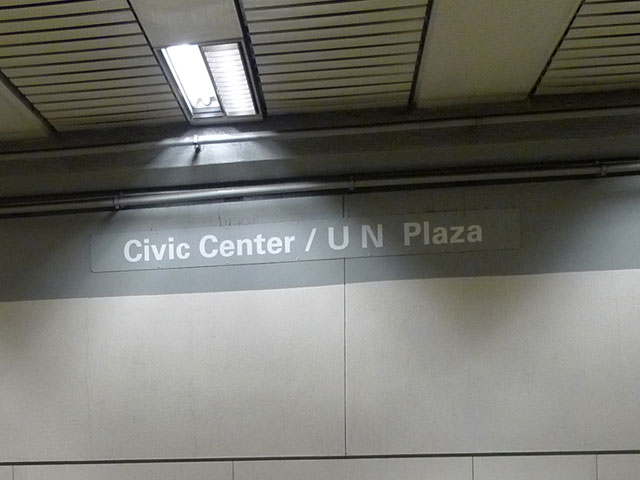 Civic Center / U N Plaza